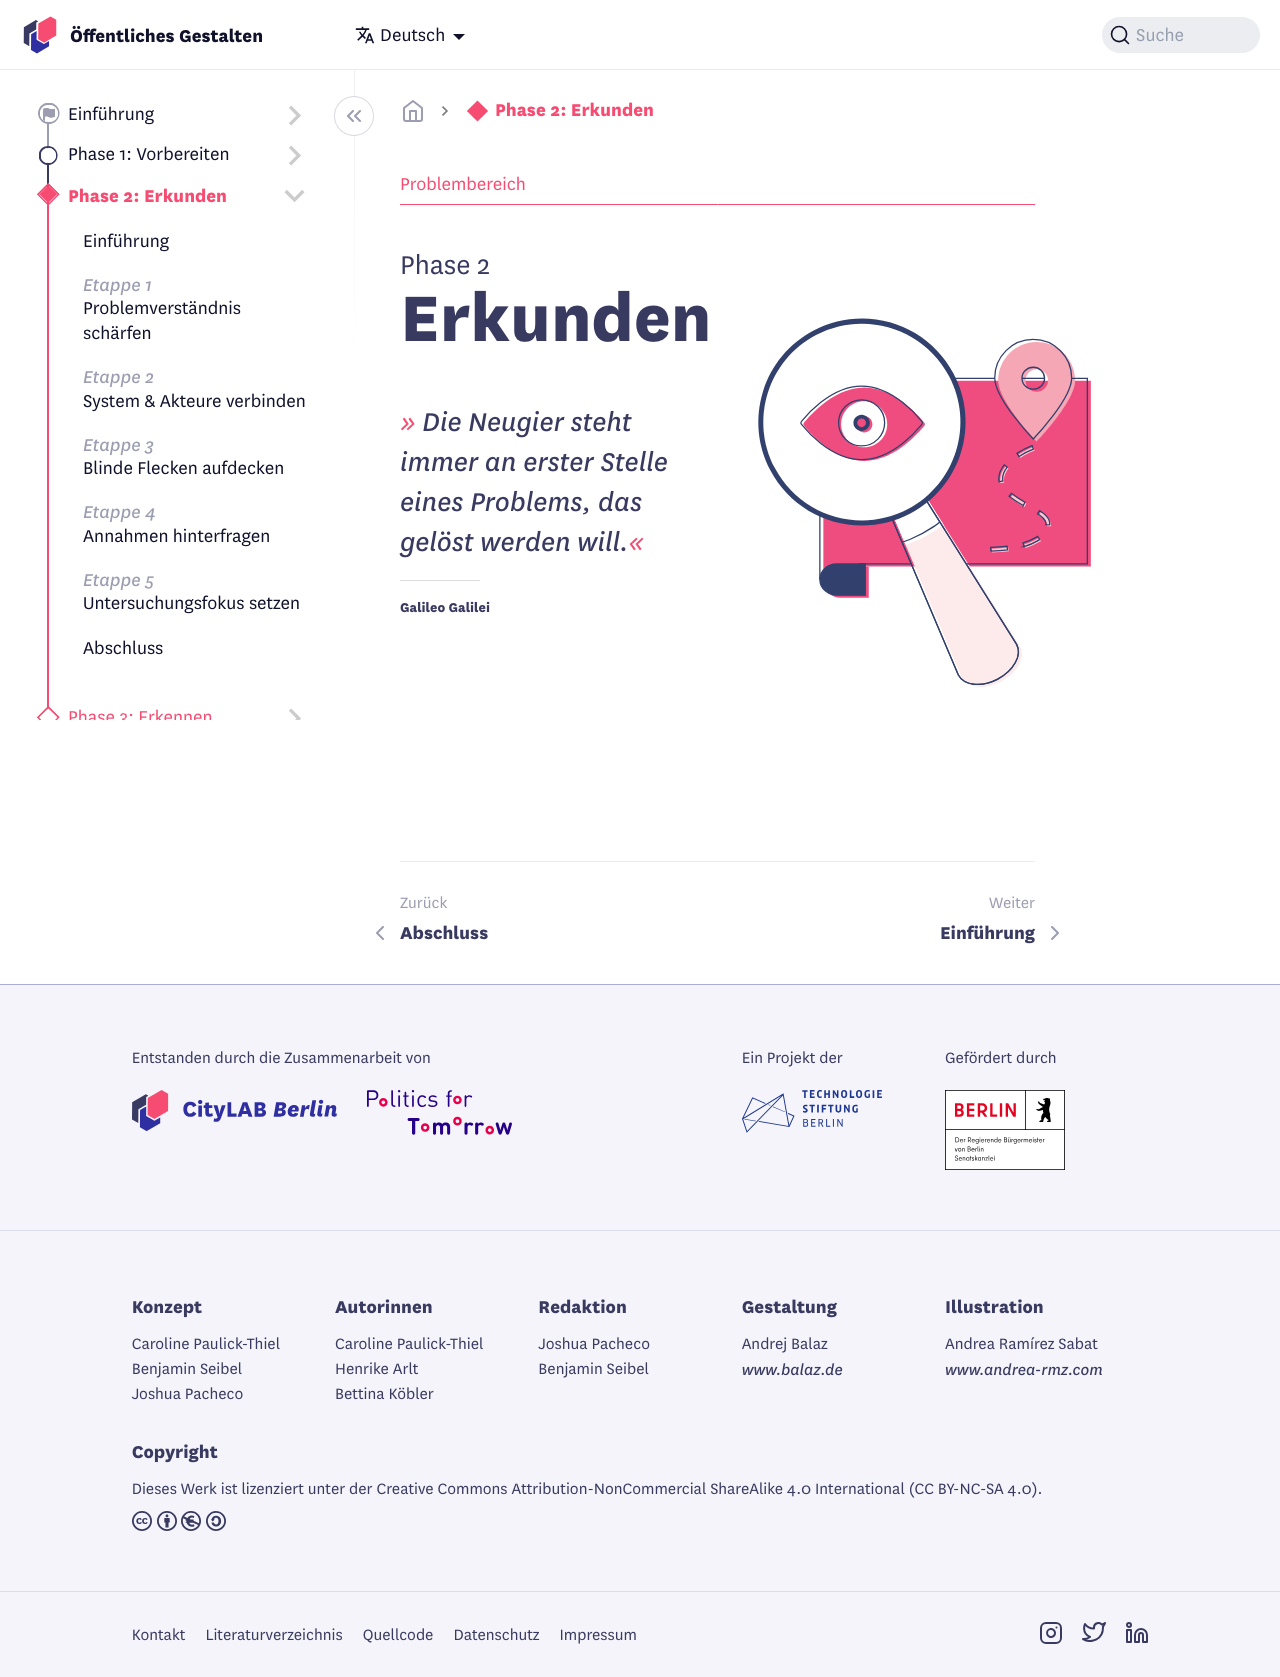 Öffentliches Gestalten
Deutsch
Suche
Einführung
Phase 1: Vorbereiten
Phase 2: Erkunden
Einführung
Etappe 1
Problemverständnis
schärfen
Etappe 2
System & Akteure verbinden
Etappe 3
Blinde Flecken aufdecken
Etappe 4
Annahmen hinterfragen
Etappe 5
Untersuchungsfokus setzen
Abschluss
Phase 3: Erkennen
Phase 2: Erkunden
Problembereich
Phase 2
Erkunden
» Die Neugier steht
immer an erster Stelle
eines Problems, das
gelöst werden will.«
Galileo Galilei
Zurück
Abschluss
Weiter
Einführung
Entstanden durch die Zusammenarbeit von
CityLAB Berlin
Politics for
Tomorrow
Ein Projekt der
TECHNOLOGIE
STIFTUNG
BERLIN
Gefördert durch
BERLIN
Der Regierende Bürgermeister
von Berlin
Senatskanzlei
Konzept
Caroline Paulick-Thiel
Benjamin Seibel
Joshua Pacheco
Autorinnen
Caroline Paulick-Thiel
Henrike Arlt
Bettina Köbler
Redaktion
Joshua Pacheco
Benjamin Seibel
Gestaltung
Andrej Balaz
www.balaz.de
Illustration
Andrea Ramírez Sabat
www.andrea-rmz.com
Copyright
Dieses Werk ist lizenziert unter der Creative Commons Attribution-NonCommercial ShareAlike 4.0 International (CC BY-NC-SA 4.0).
Kontakt Literaturverzeichnis Quellcode Datenschutz Impressum